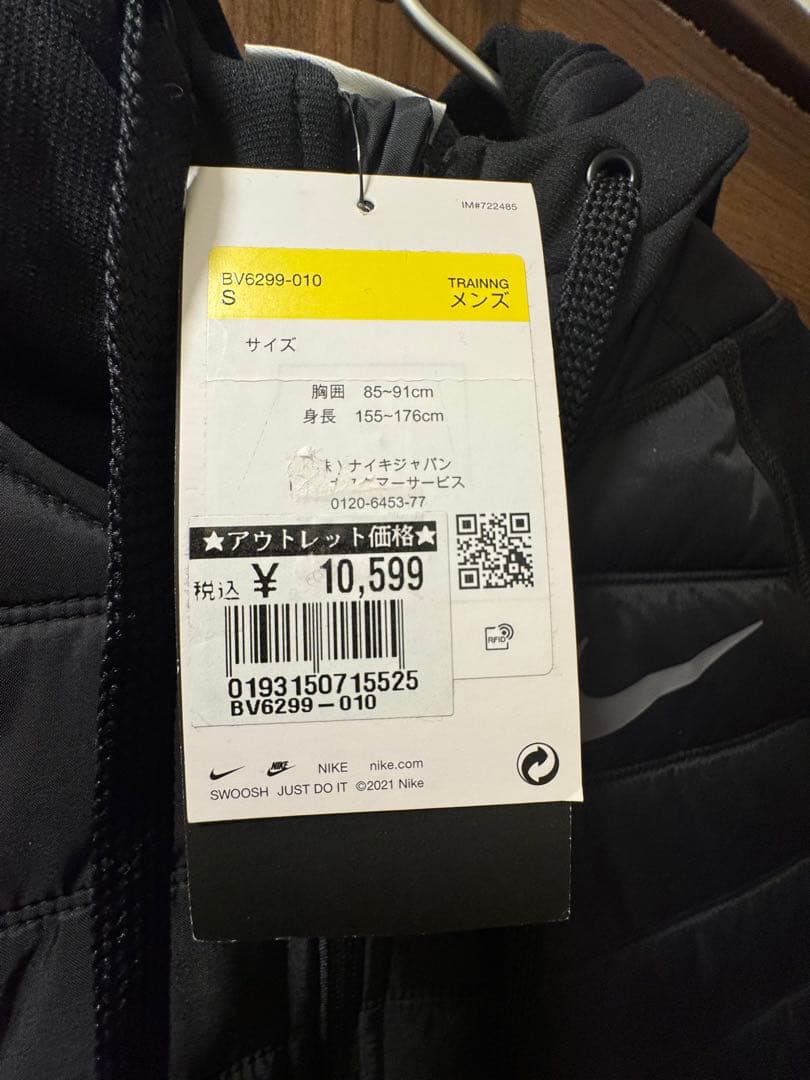 IM#722485
BV6299-010
S
TRAINNG
メンズ
サイズ
胸囲 85~91cm
身長 155~176cm
ナイキジャパン
マーサービス
0120-6453-77
★アウトレット価格★
税込 ¥ 10,599
0193150715525
BV6299-010
RFID
NIKE NIKE nike.com
SWOOSH JUST DO IT ©2021 Nike